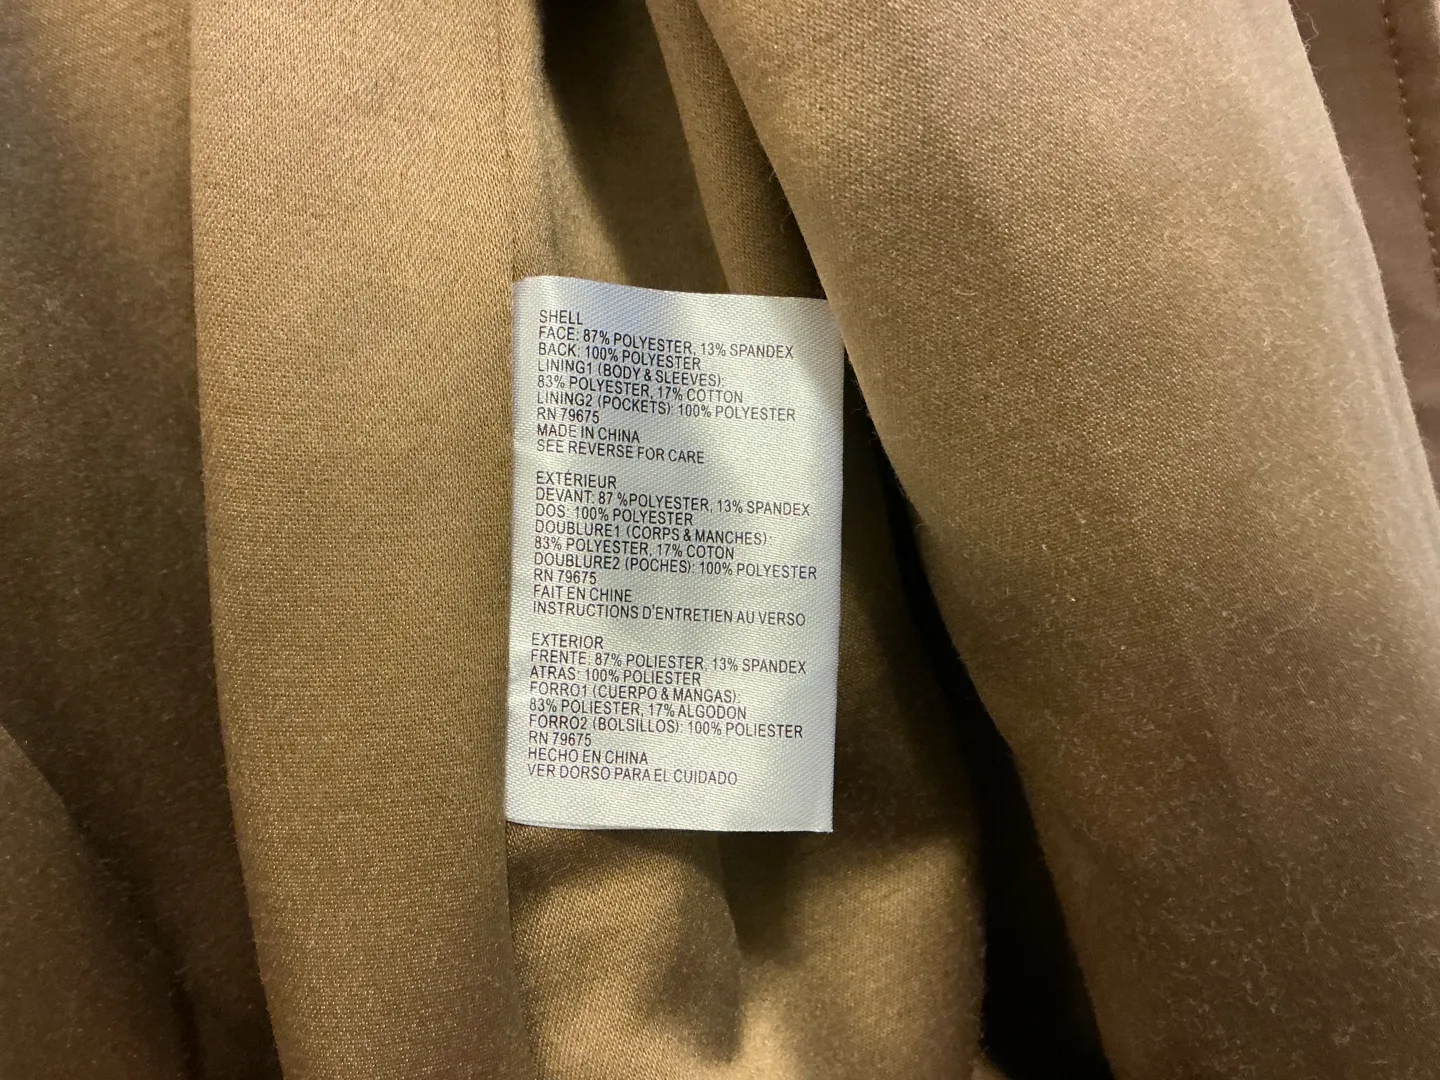 SHELL
FACE: 87% POLYESTER, 13% SPANDEX
BACK: 100% POLYESTER
LINING1 (BODY & SLEEVES):
83% POLYESTER, 17% COTTON
LINING2 (POCKETS): 100% POLYESTER
RN 79675
MADE IN CHINA
SEE REVERSE FOR CARE
EXTÉRIEUR
DEVANT: 87 %POLYESTER, 13% SPANDEX
DOS: 100% POLYESTER
DOUBLURE1 (CORPS & MANCHES):
83% POLYESTER, 17% COTON
DOUBLURE2 (POCHES): 100% POLYESTER
RN 79675
FAIT EN CHINE
INSTRUCTIONS D'ENTRETIEN AU VERSO
EXTERIOR
FRENTE: 87% POLIESTER, 13% SPANDEX
ATRAS: 100% POLIESTER
FORRO1 (CUERPO & MANGAS):
83% POLIESTER, 17% ALGODON
FORRO2 (BOLSILLOS): 100% POLIESTER
RN 79675
HECHO EN CHINA
VER DORSO PARA EL CUIDADO